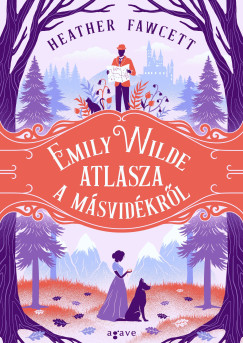 HEATHER FAWCETT
EMILY WILDE
ATLASZA
A MÁSVIDÉKRŐL
agave